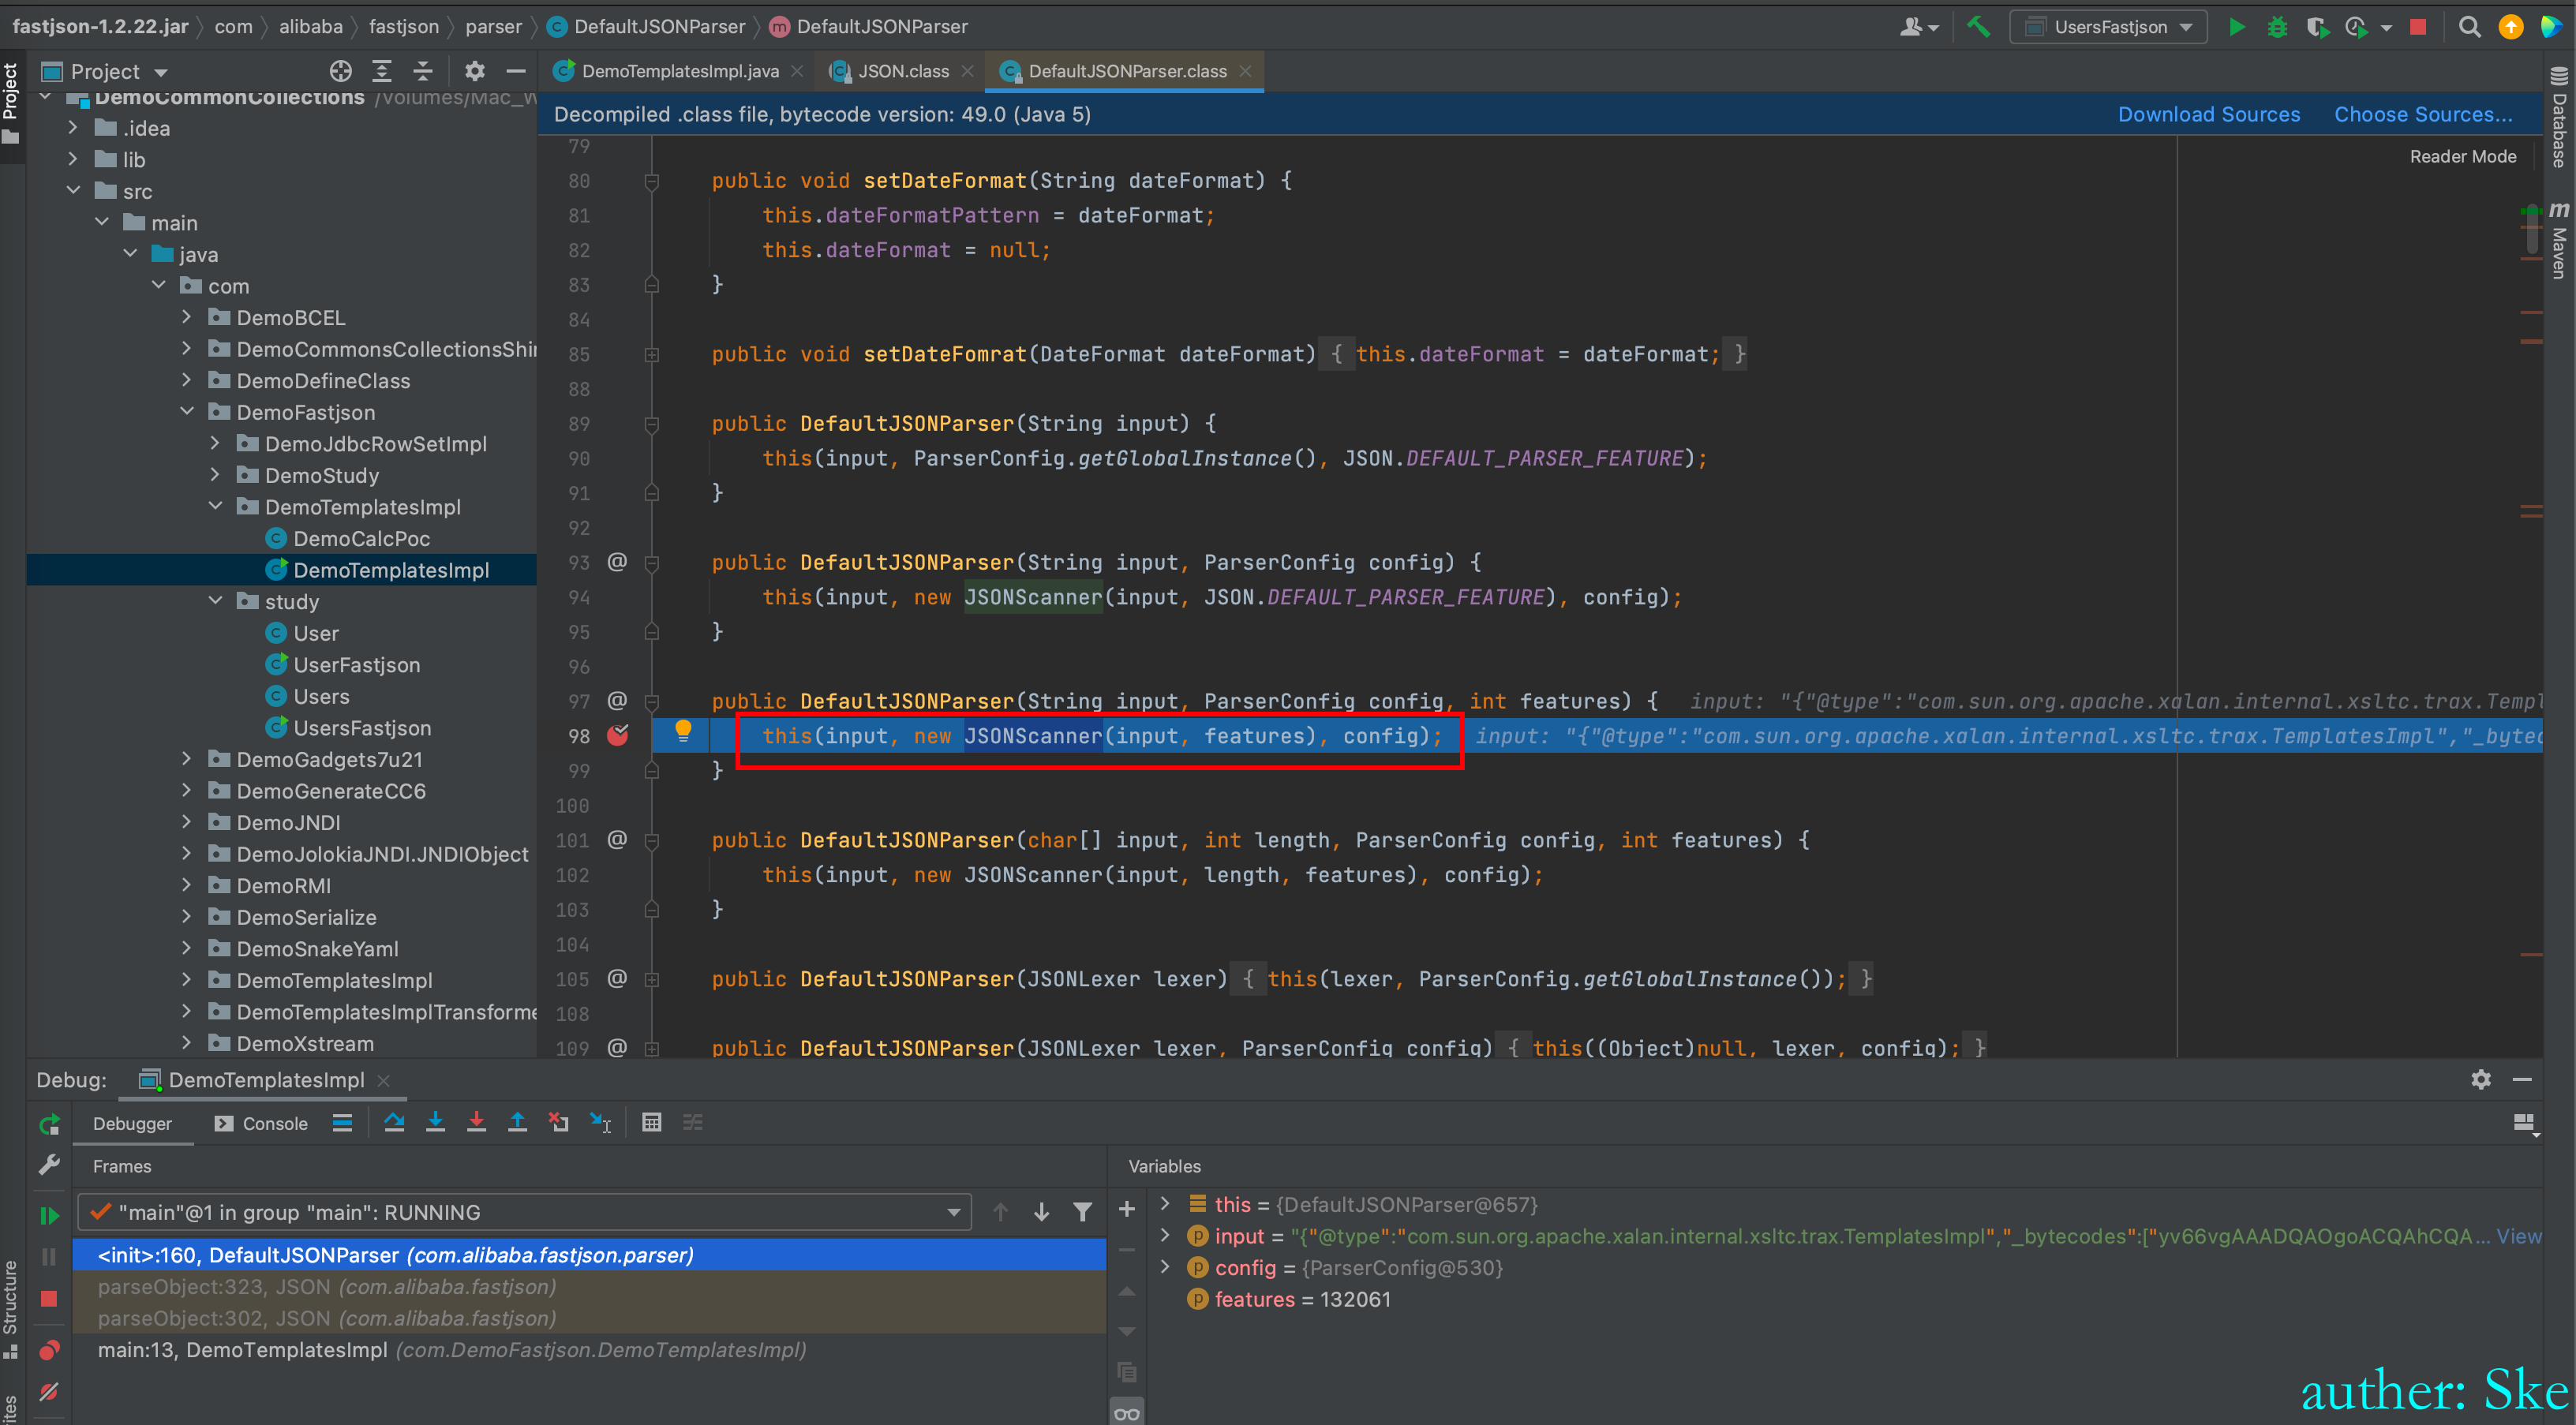 fastjson-1.2.22.jar com alibaba fastjson parser DefaultJSONParser DefaultJSONParser UsersFastjson
Project
Project
DemoTemplatesImpl.java JSON.class DefaultJSONParser.class
DemoCommonCollections /Volumes/Mac_W
.idea
lib
src
main
java
com
DemoBCEL
DemoCommonsCollectionsShi
DemoDefineClass
DemoFastjson
DemoJdbcRowSetImpl
DemoStudy
DemoTemplatesImpl
DemoCalcPoc
DemoTemplatesImpl
study
User
UserFastjson
Users
UsersFastjson
DemoGadgets7u21
DemoGenerateCC6
DemoJNDI
DemoJolokiaJNDI.JNDIObject
DemoRMI
DemoSerialize
DemoSnakeYaml
DemoTemplatesImpl
DemoTemplatesImplTransforme
DemoXstream
Decompiled .class file, bytecode version: 49.0 (Java 5) Download Sources Choose Sources...
Reader Mode
79
80 public void setDateFormat(String dateFormat) {
81 this.dateFormatPattern = dateFormat;
82 this.dateFormat = null;
83 }
84
85 public void setDateFomrat(DateFormat dateFormat) { this.dateFormat = dateFormat; }
88
89 public DefaultJSONParser(String input) {
90 this(input, ParserConfig.getGlobalInstance(), JSON.DEFAULT_PARSER_FEATURE);
91 }
92
93 @ public DefaultJSONParser(String input, ParserConfig config) {
94 this(input, new JSONScanner(input, JSON.DEFAULT_PARSER_FEATURE), config);
95 }
96
97 @ public DefaultJSONParser(String input, ParserConfig config, int features) { input: "{"@type":"com.sun.org.apache.xalan.internal.xsltc.trax.Templ
98 this(input, new JSONScanner(input, features), config); input: "{"@type":"com.sun.org.apache.xalan.internal.xsltc.trax.TemplatesImpl","_bytec
99 }
100
101 @ public DefaultJSONParser(char[] input, int length, ParserConfig config, int features) {
102 this(input, new JSONScanner(input, length, features), config);
103 }
104
105 @ public DefaultJSONParser(JSONLexer lexer) { this(lexer, ParserConfig.getGlobalInstance()); }
108
109 @ public DefaultJSONParser(JSONLexer lexer, ParserConfig config) { this((Object)null, lexer, config); }
Database
m Maven
Debug: DemoTemplatesImpl
Debugger Console
Frames
"main"@1 in group "main": RUNNING
<init>:160, DefaultJSONParser (com.alibaba.fastjson.parser)
parseObject:323, JSON (com.alibaba.fastjson)
parseObject:302, JSON (com.alibaba.fastjson)
main:13, DemoTemplatesImpl (com.DemoFastjson.DemoTemplatesImpl)
Variables
this = {DefaultJSONParser@657}
input = "{"@type":"com.sun.org.apache.xalan.internal.xsltc.trax.TemplatesImpl","_bytecodes":["yv66vgAAADQAOgoACQAhCQA... View
config = {ParserConfig@530}
features = 132061
Structure
ites
auther: Ske